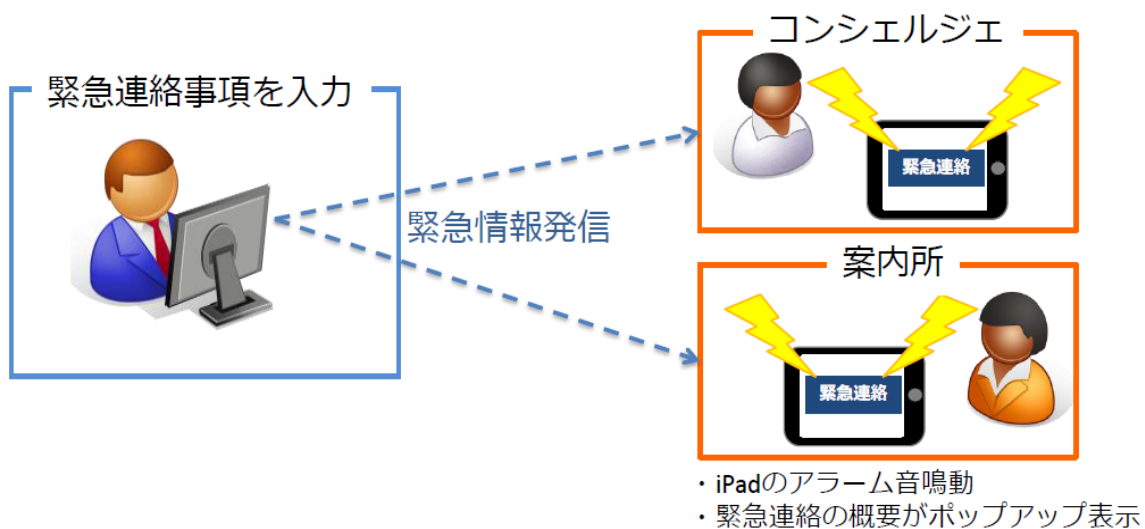 緊急連絡事項を入力
緊急情報発信
コンシェルジェ
緊急連絡
案内所
緊急連絡
・iPadのアラーム音鳴動
・緊急連絡の概要がポップアップ表示